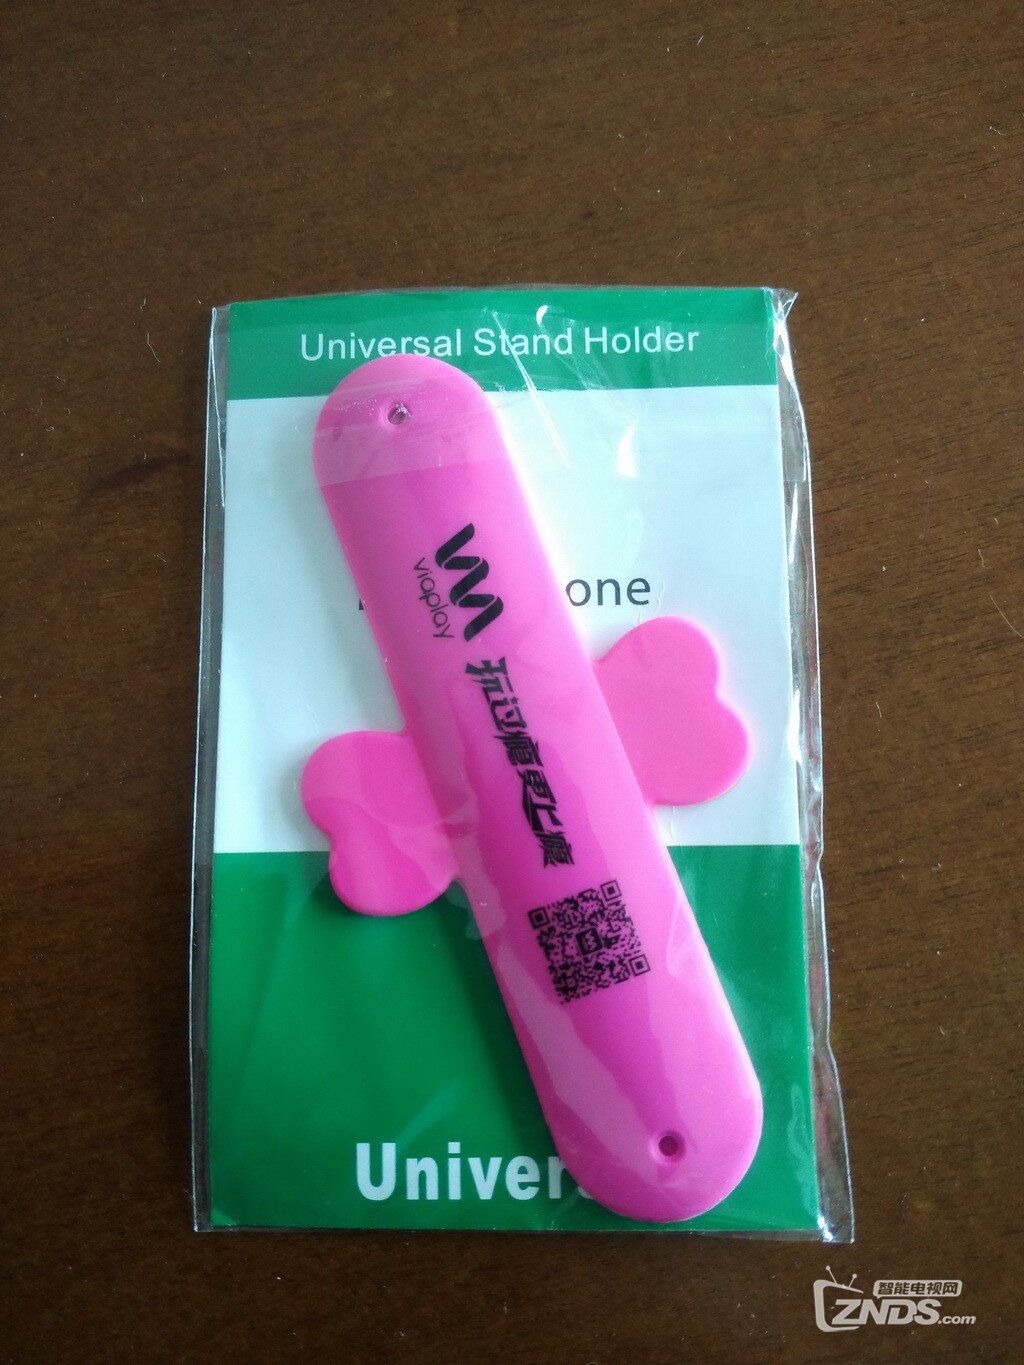 Universal Stand Holder
one
viaplay
玩过瘾更上瘾
Univers
智能电视网
ZNDS.com